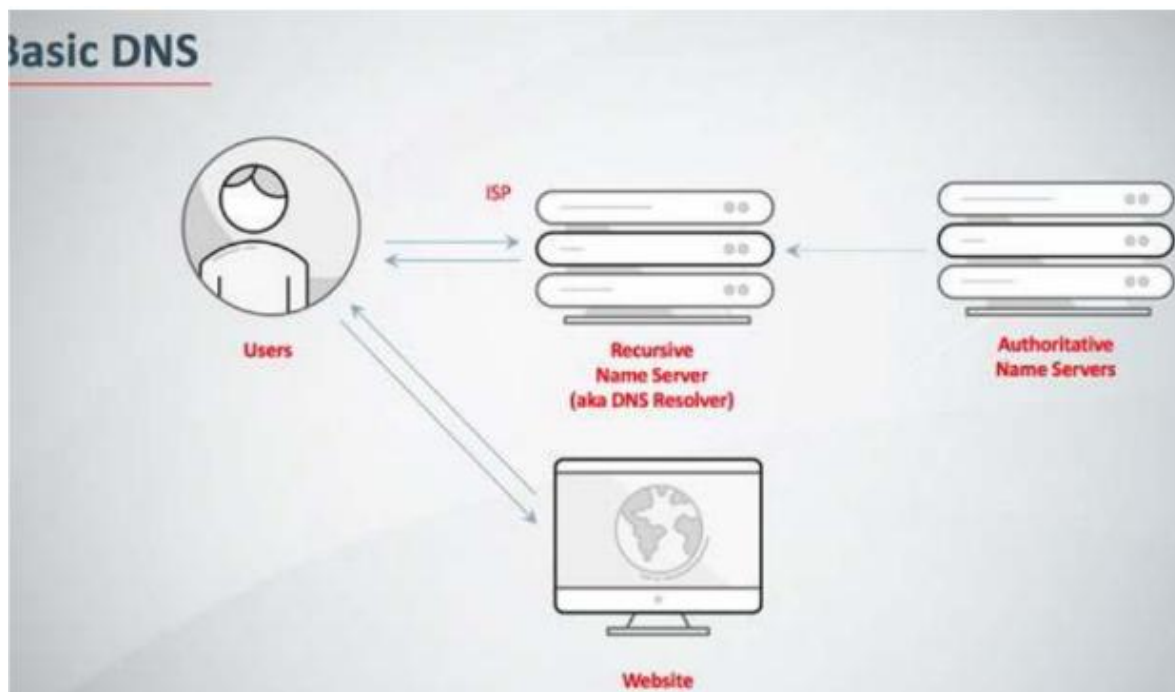 Basic DNS
ISP
Users
Recursive
Name Server
(aka DNS Resolver)
Authoritative
Name Servers
Website